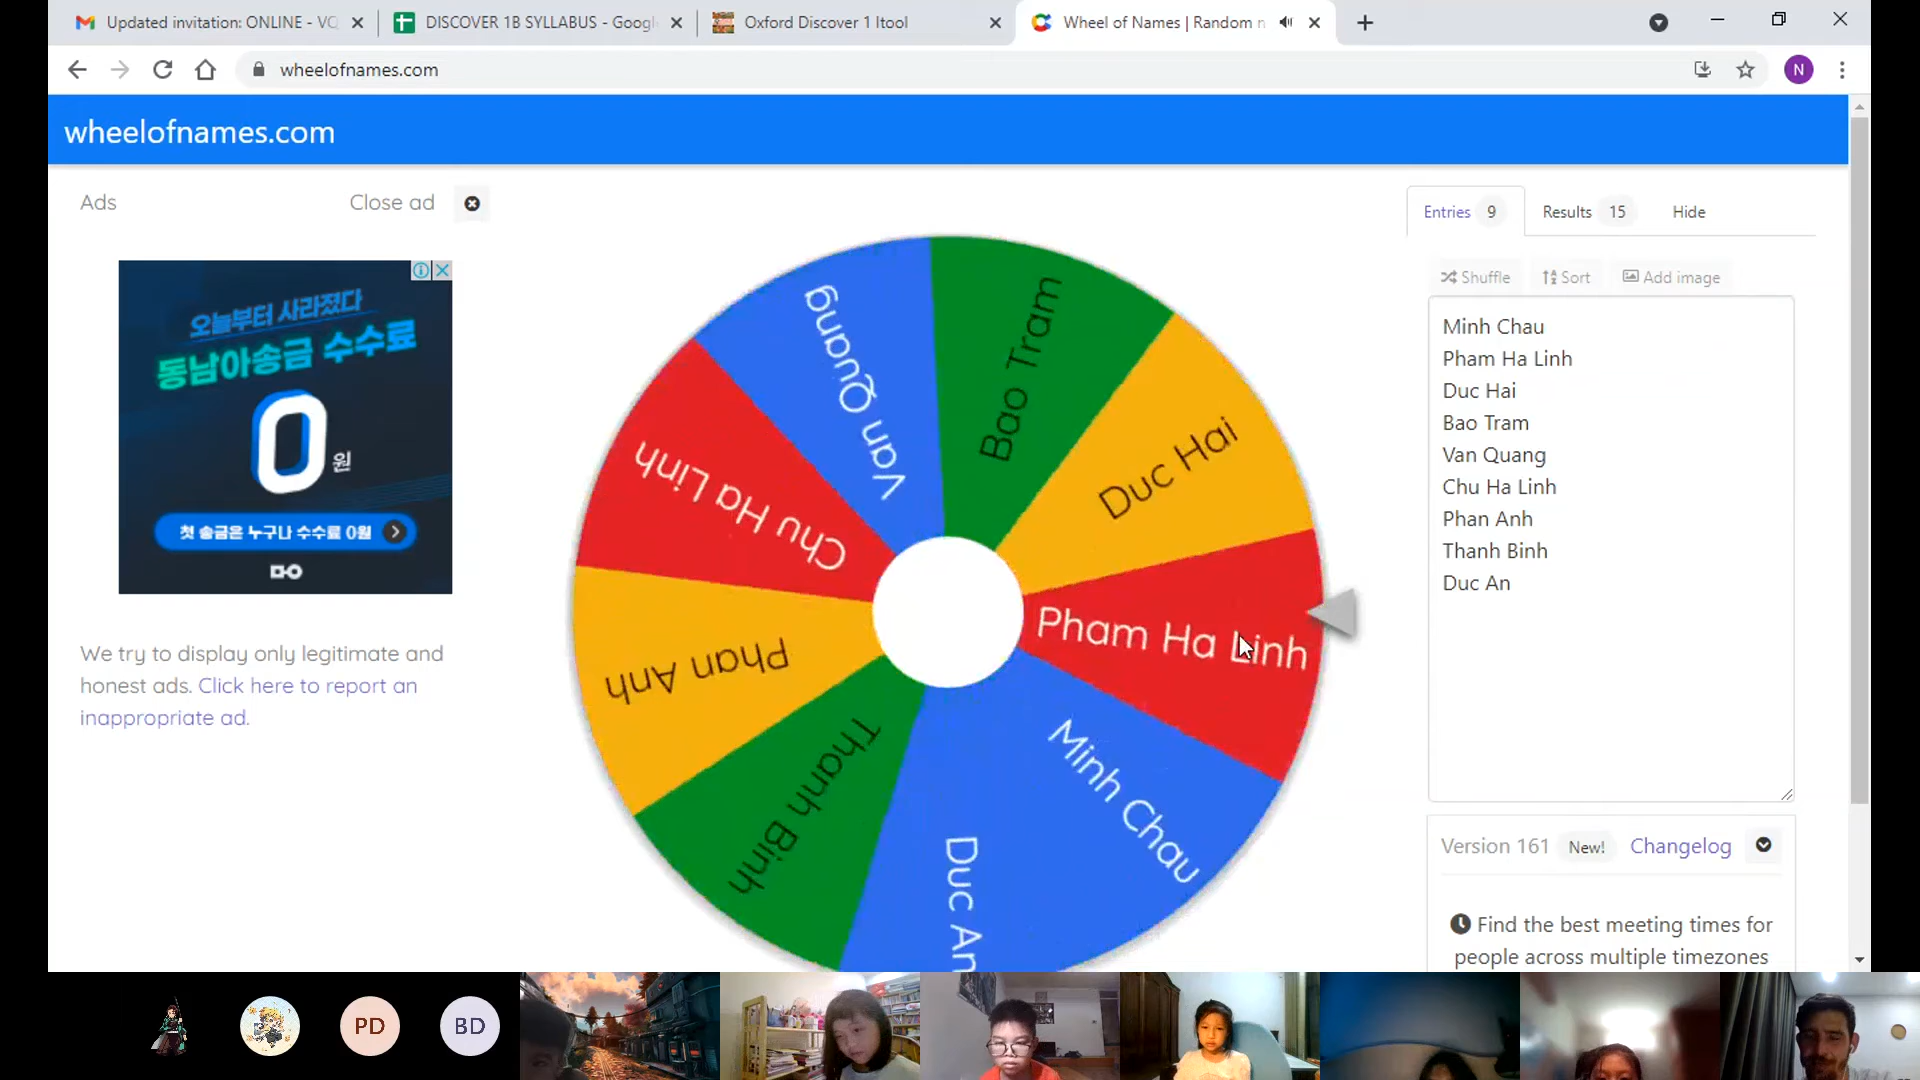 Updated invitation: ONLINE - VQ
DISCOVER 1B SYLLABUS - Googl
Oxford Discover 1 Itool
Wheel of Names | Random n
wheelofnames.com
N
wheelofnames.com
Ads
Close ad
오늘부터 사라졌다
동남아송금 수수료
0원
첫 송금은 누구나 수수료 0원
We try to display only legitimate and
honest ads. Click here to report an
inappropriate ad.
Van Quang
Bao Tram
Duc Hai
Pham Ha Linh
Minh Chau
Duc An
Thanh Binh
Phan Anh
Chu Ha Linh
Entries 9
Results 15
Hide
Shuffle
Sort
Add image
Minh Chau
Pham Ha Linh
Duc Hai
Bao Tram
Van Quang
Chu Ha Linh
Phan Anh
Thanh Binh
Duc An
Version 161 New! Changelog
Find the best meeting times for
people across multiple timezones
PD
BD